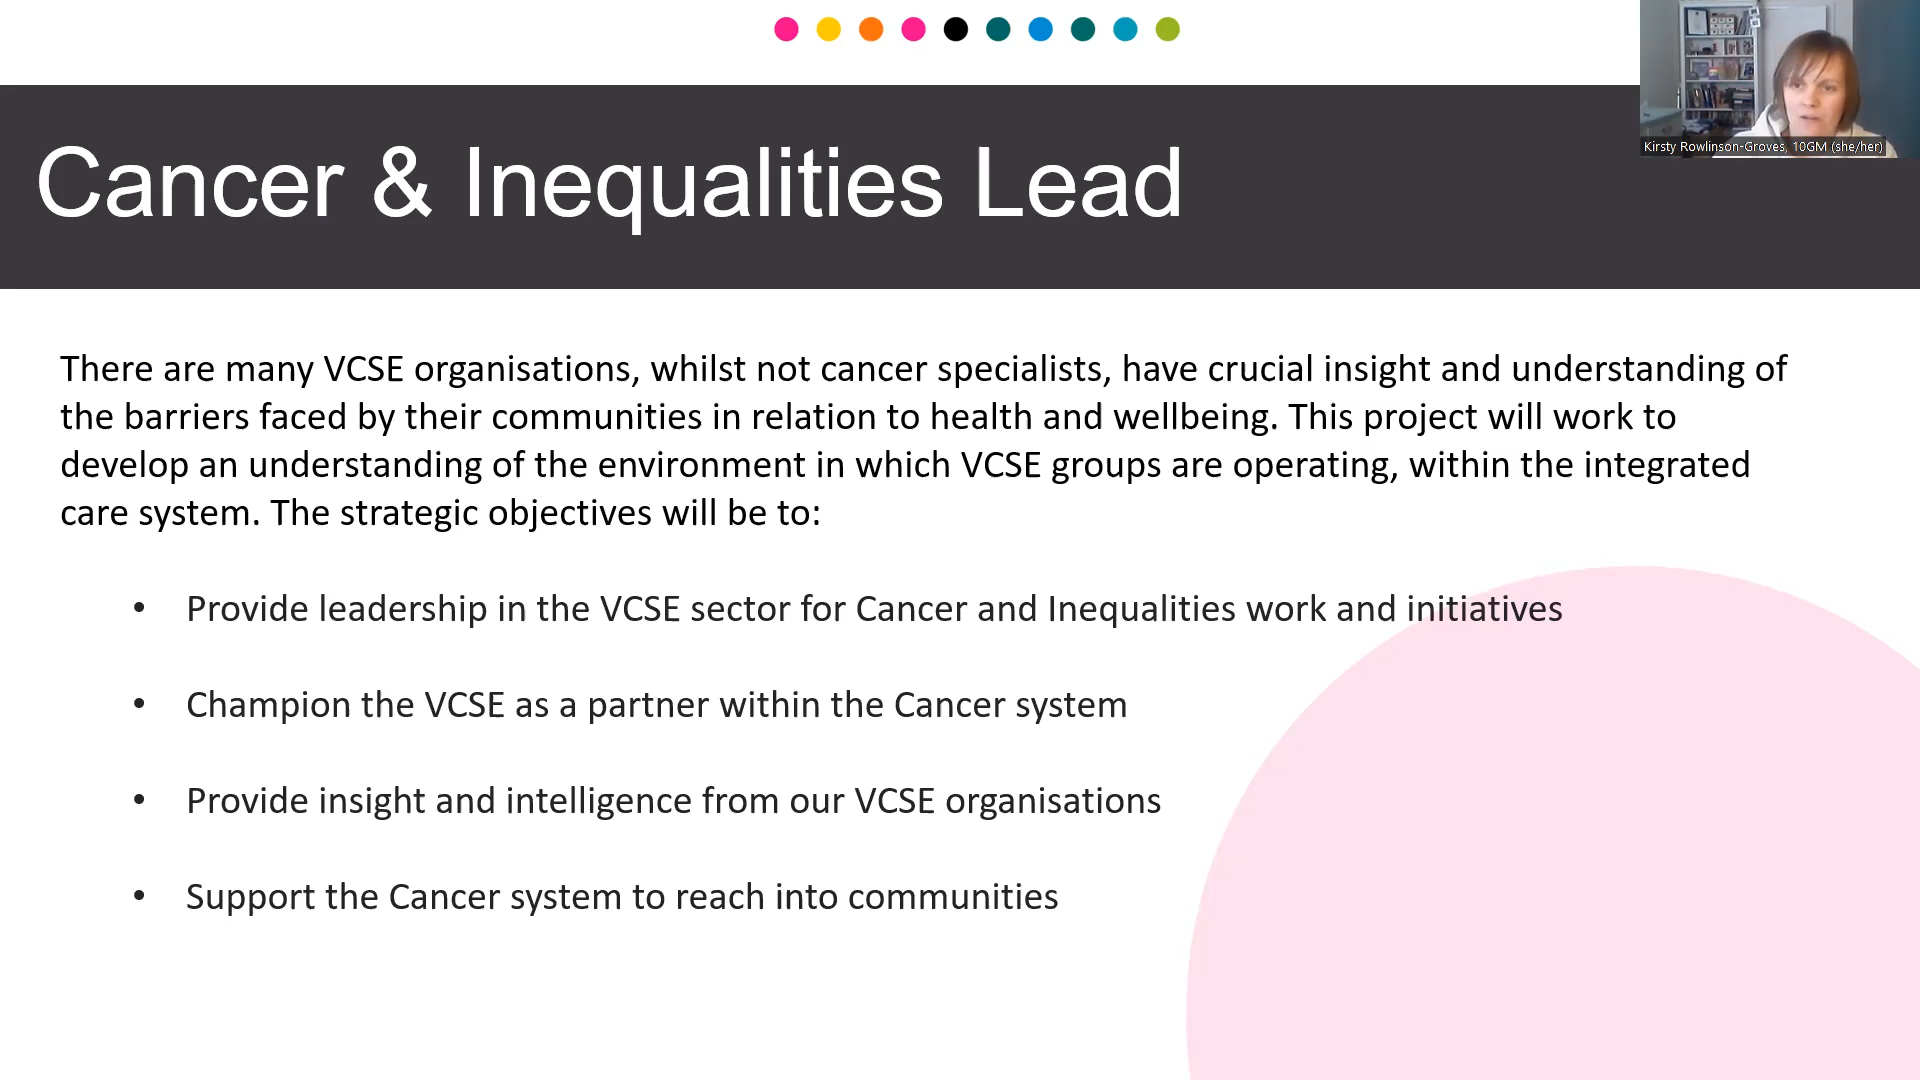 Kirsty Rowlinson-Groves, 10GM (she/her)
Cancer & Inequalities Lead
There are many VCSE organisations, whilst not cancer specialists, have crucial insight and understanding of
the barriers faced by their communities in relation to health and wellbeing. This project will work to
develop an understanding of the environment in which VCSE groups are operating, within the integrated
care system. The strategic objectives will be to:
• Provide leadership in the VCSE sector for Cancer and Inequalities work and initiatives
• Champion the VCSE as a partner within the Cancer system
• Provide insight and intelligence from our VCSE organisations
• Support the Cancer system to reach into communities